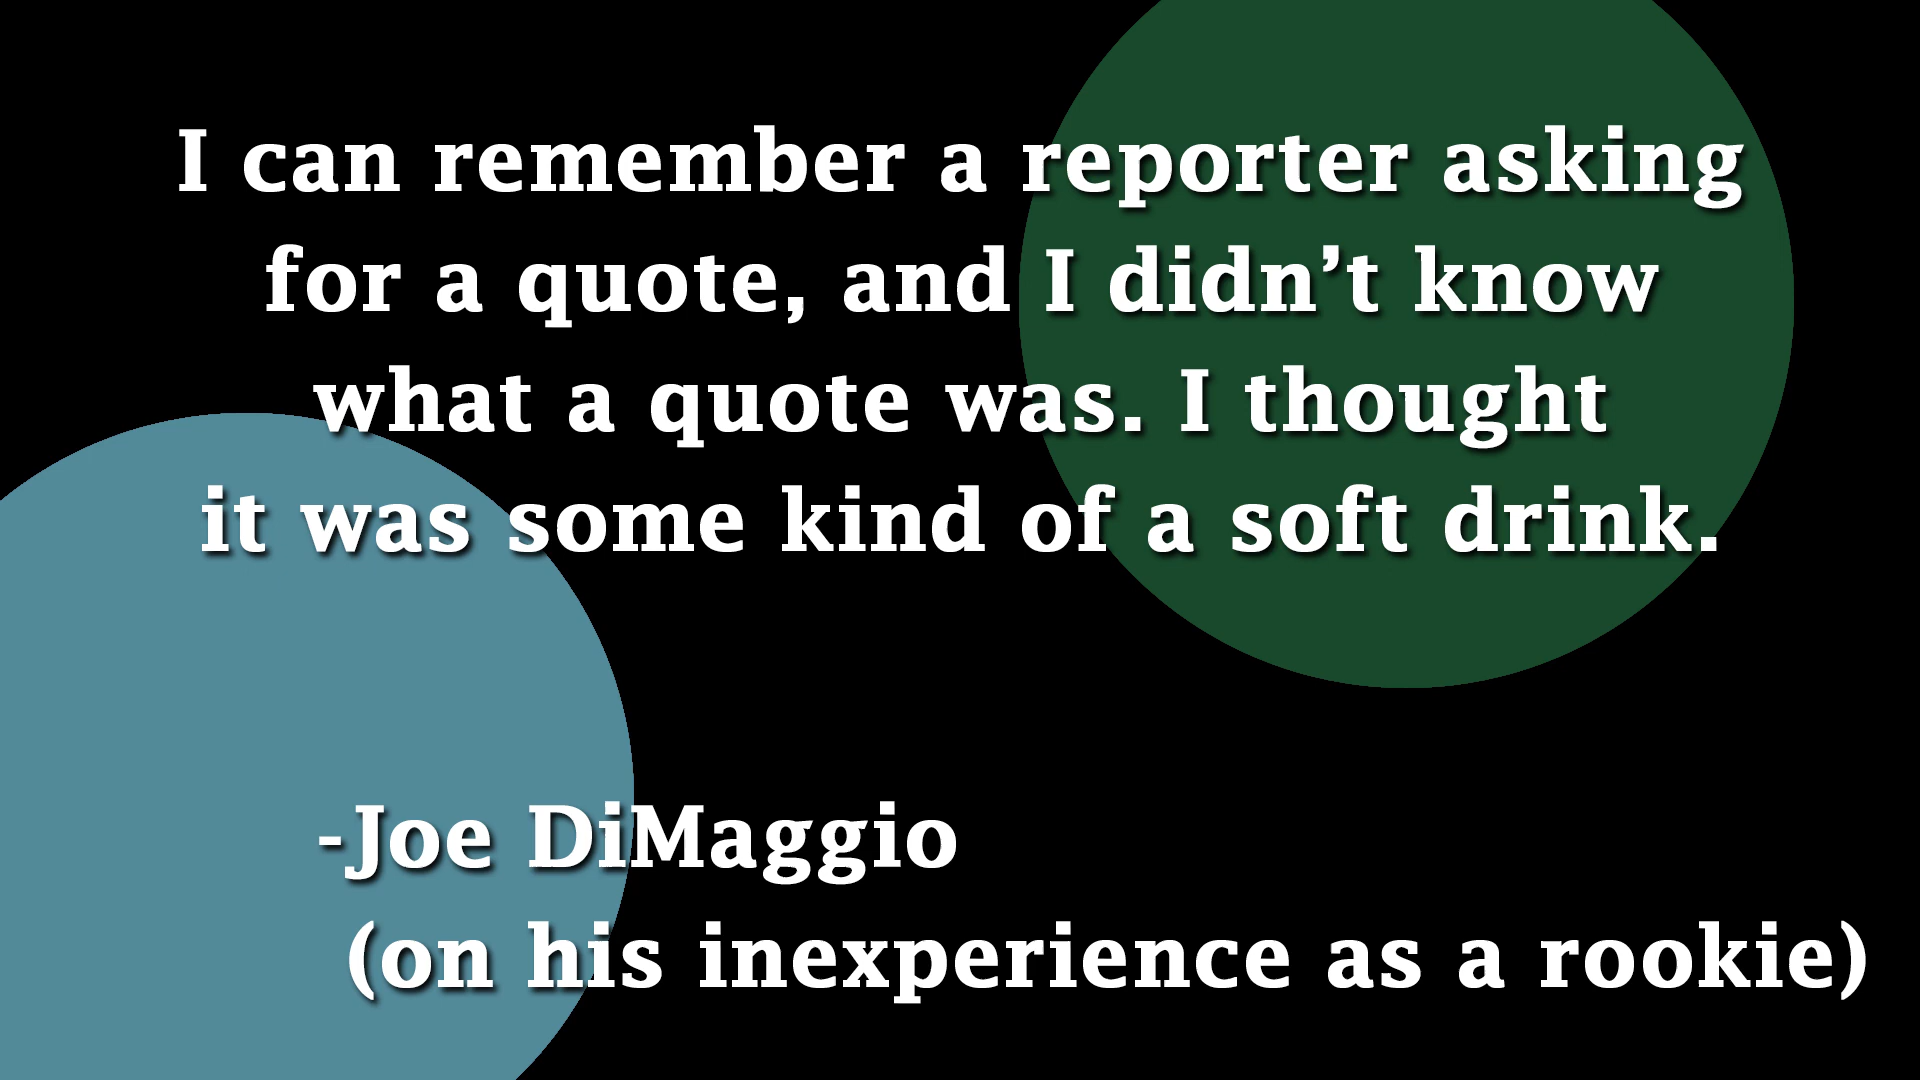 I can remember a reporter asking
for a quote, and I didn’t know
what a quote was. I thought
it was some kind of a soft drink.
-Joe DiMaggio
(on his inexperience as a rookie)